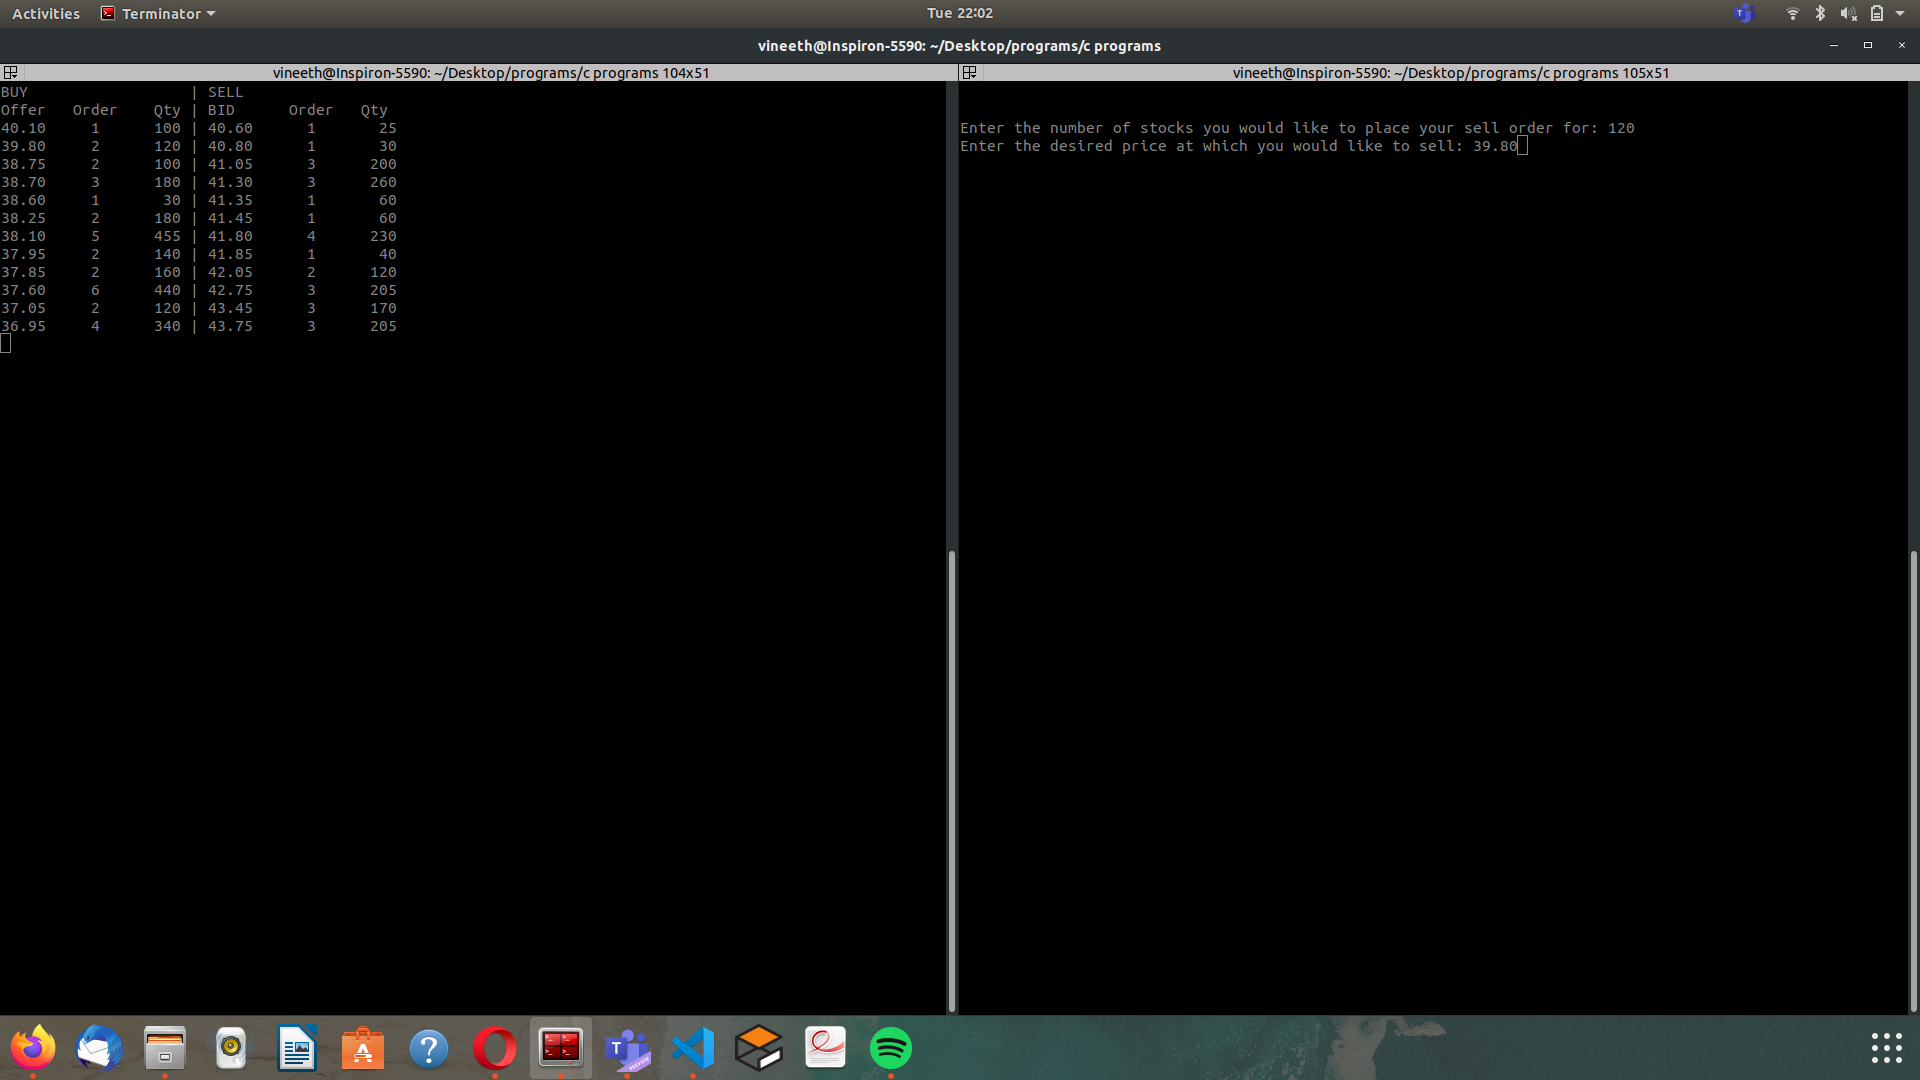 Activities Terminator Tue 22:02
vineeth@Inspiron-5590: ~/Desktop/programs/c programs
vineeth@Inspiron-5590: ~/Desktop/programs/c programs 104x51
BUY | SELL
Offer Order Qty | BID Order Qty
40.10 1 100 | 40.60 1 25
39.80 2 120 | 40.80 1 30
38.75 2 100 | 41.05 3 200
38.70 3 180 | 41.30 3 260
38.60 1 30 | 41.35 1 60
38.25 2 180 | 41.45 1 60
38.10 5 455 | 41.80 4 230
37.95 2 140 | 41.85 1 40
37.85 2 160 | 42.05 2 120
37.60 6 440 | 42.75 3 205
37.05 2 120 | 43.45 3 170
36.95 4 340 | 43.75 3 205
vineeth@Inspiron-5590: ~/Desktop/programs/c programs 105x51
Enter the number of stocks you would like to place your sell order for: 120
Enter the desired price at which you would like to sell: 39.80